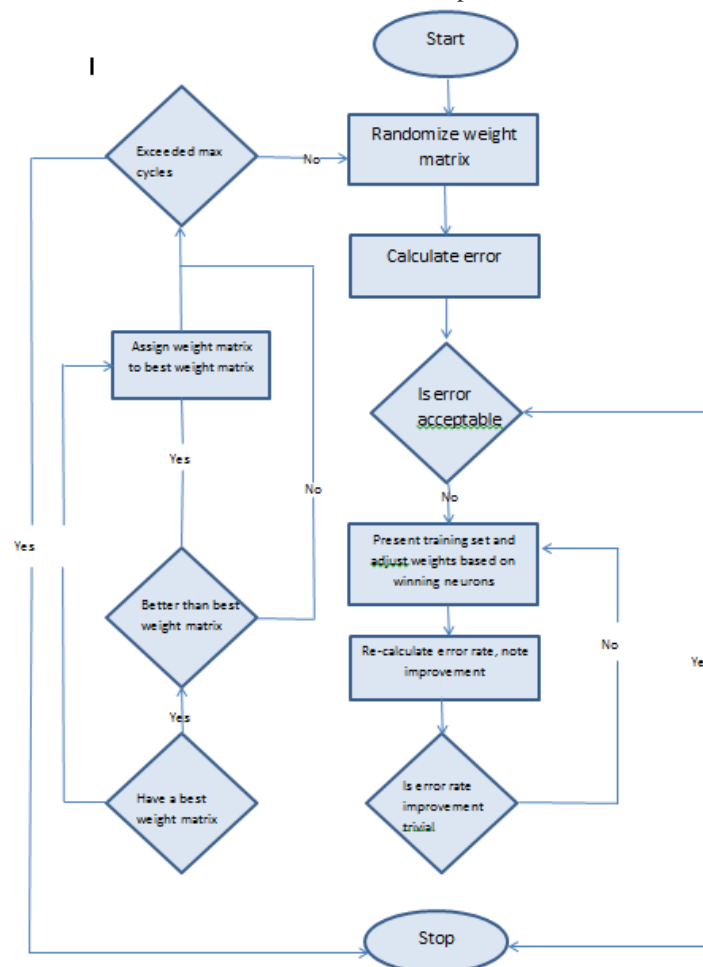 Start
I
Exceeded max
cycles
No
Randomize weight
matrix
Calculate error
Assign weight matrix
to best weight matrix
Is error
acceptable
Yes
No
No
Yes
Present training set and
adjust weights based on
winning neurons
Better than best
weight matrix
No
Re-calculate error rate, note
improvement
Ye
Yes
Have a best
weight matrix
Is error rate
improvement
trivial
Stop